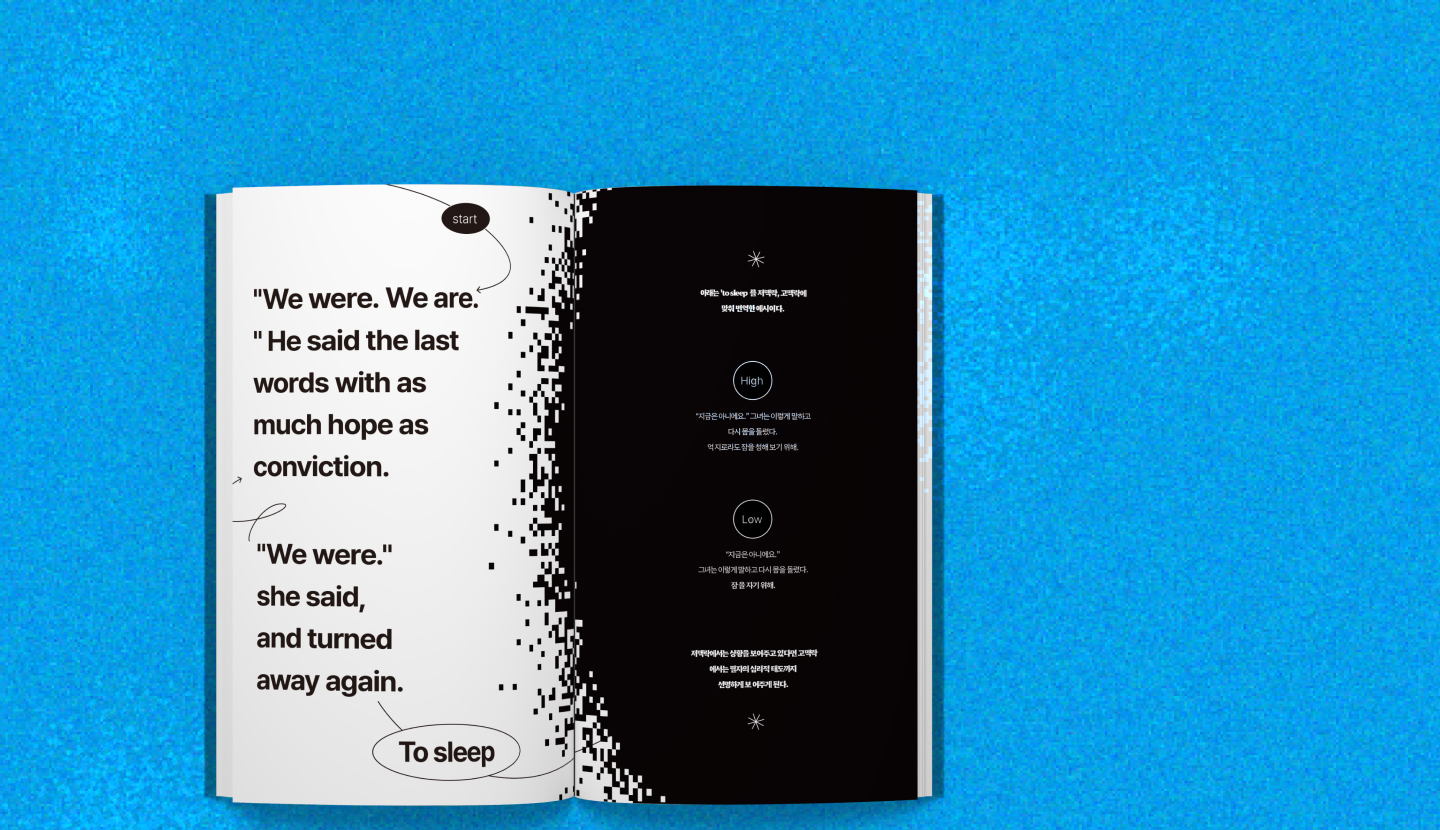 start
"We were. We are.
" He said the last
words with as
much hope as
conviction.
"We were."
she said,
and turned
away again.
To sleep
아래는 'to sleep 를 저맥락, 고맥락에
맞춰 번역한 예시이다.
High
"지금은 아니에요." 그녀는 이렇게 말하고
다시 몸을 돌렸다.
억 지로라도 잠을 청해 보기 위해.
Low
"지금은 아니에요."
그녀는 이렇게 말하고 다시 몸을 돌렸다.
잠 을 자기 위해.
저맥락에서는 상황을 보여주고 있다면 고맥락
에서는 필자의 심리적 태도까지
선명하게 보 여주게 된다.